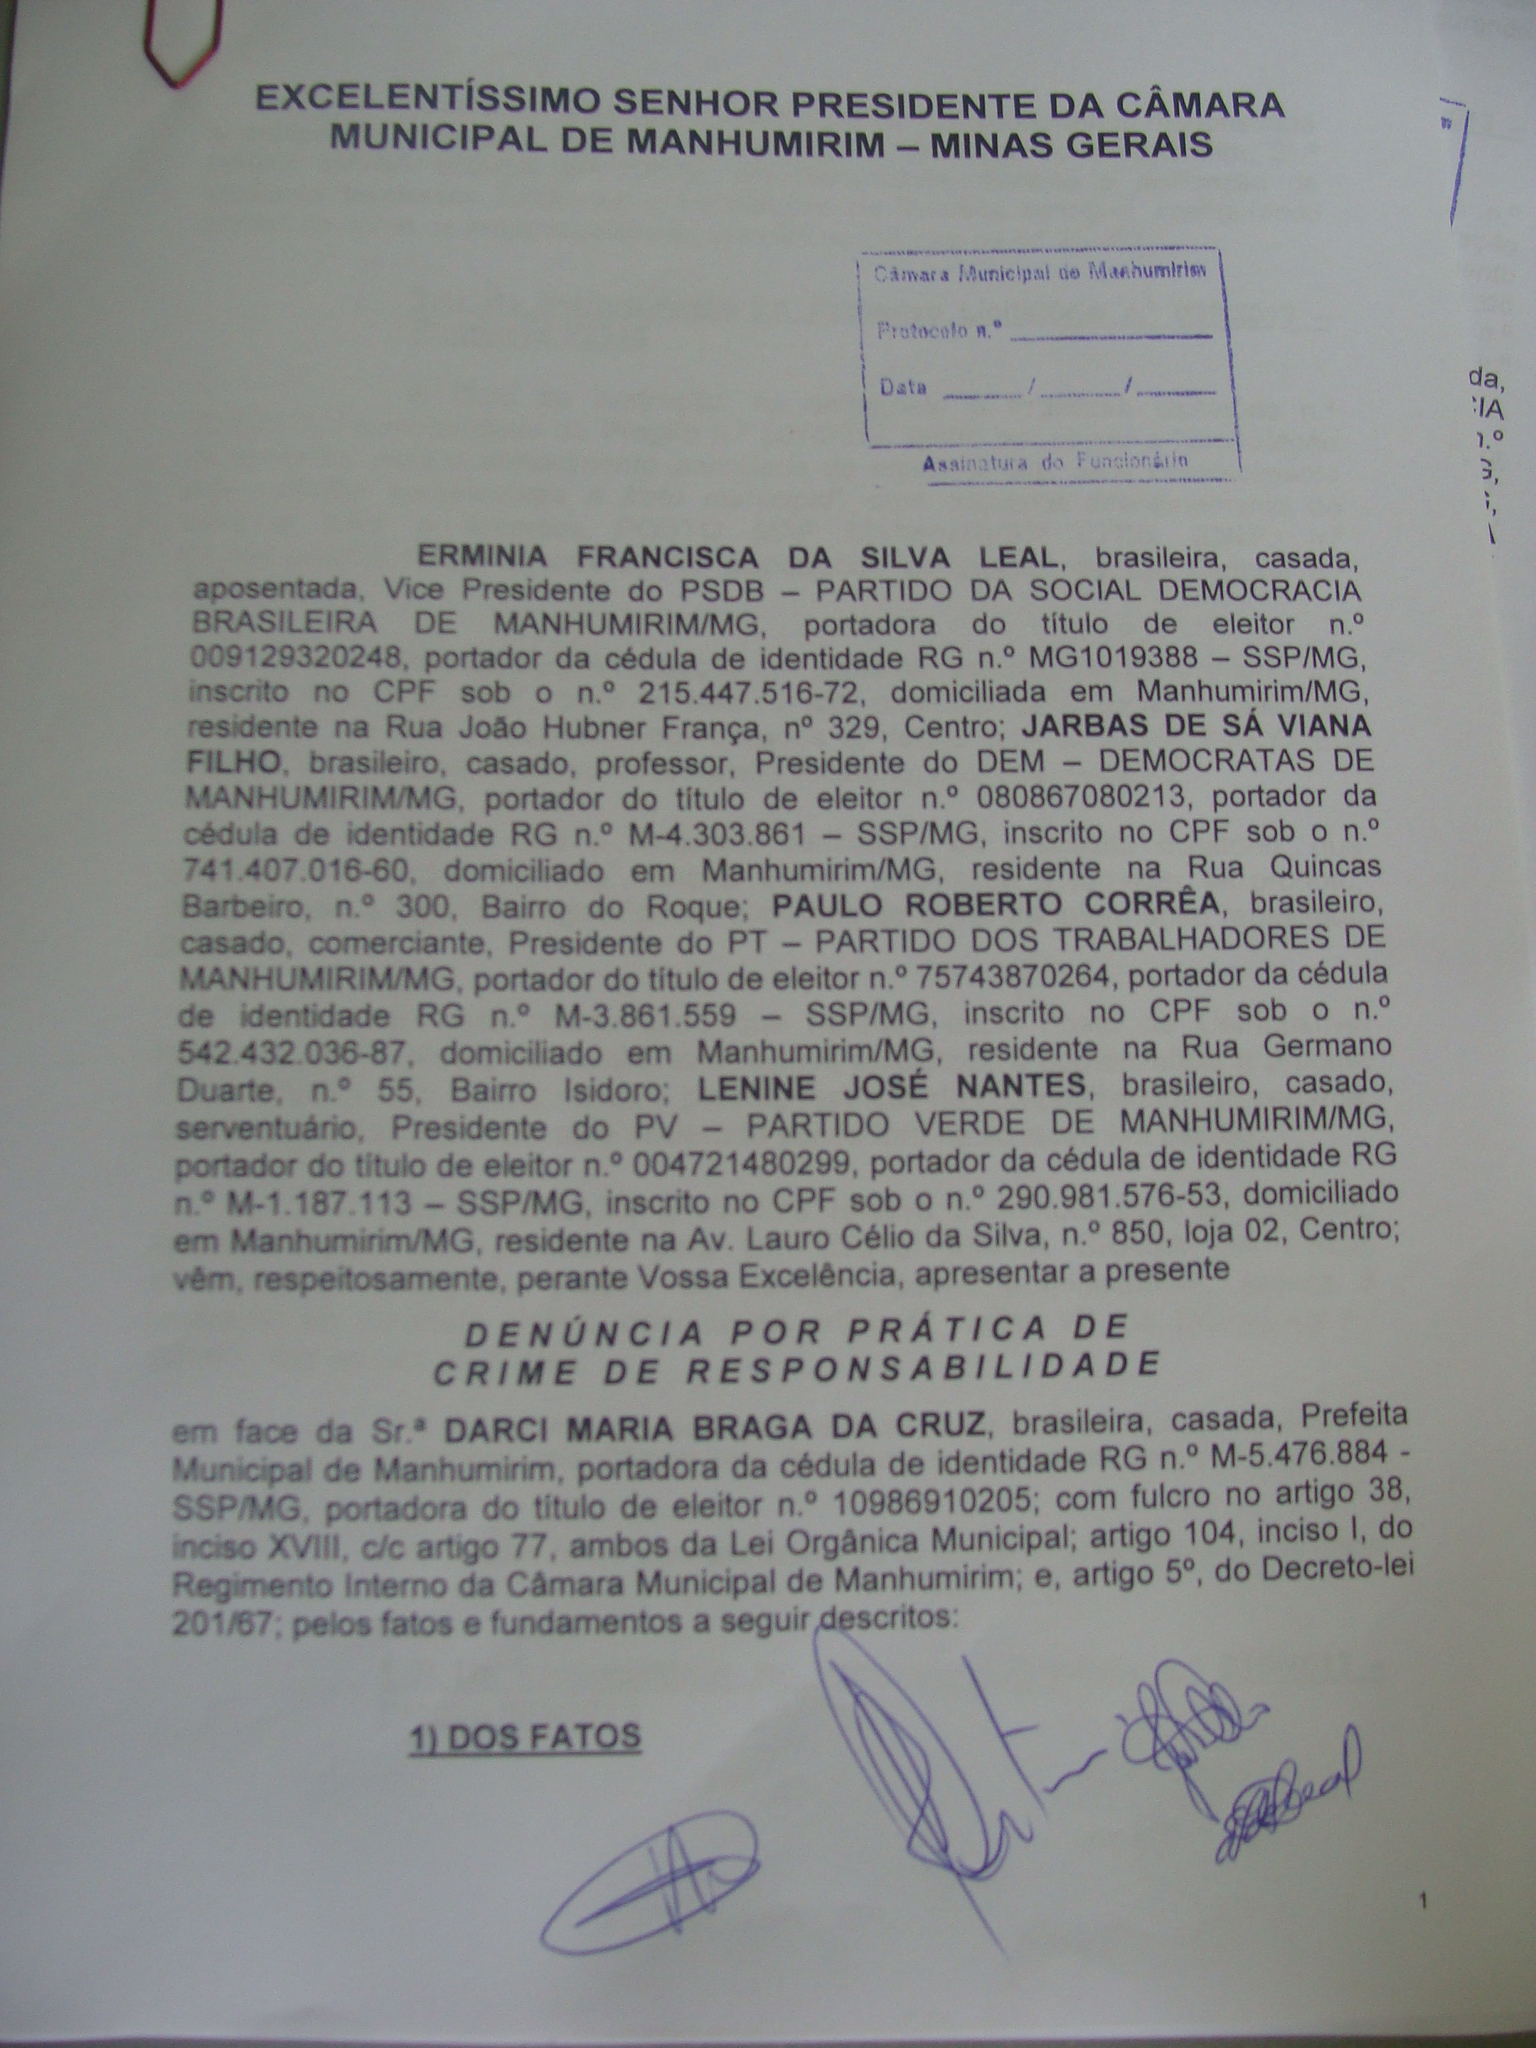 EXCELENTÍSSIMO SENHOR PRESIDENTE DA CÂMARA
MUNICIPAL DE MANHUMIRIM – MINAS GERAIS
Câmara Municipal de Manhumirim
Protocolo n.º
Data / /
Assinatura do Funcionário
da,
IA
n.º
ERMINIA FRANCISCA DA SILVA LEAL, brasileira, casada,
aposentada, Vice Presidente do PSDB – PARTIDO DA SOCIAL DEMOCRACIA
BRASILEIRA DE MANHUMIRIM/MG, portadora do título de eleitor n.º
009129320248, portador da cédula de identidade RG n.º MG1019388 – SSP/MG,
inscrito no CPF sob o n.º 215.447.516-72, domiciliada em Manhumirim/MG,
residente na Rua João Hubner França, nº 329, Centro; JARBAS DE SÁ VIANA
FILHO, brasileiro, casado, professor, Presidente do DEM – DEMOCRATAS DE
MANHUMIRIM/MG, portador do título de eleitor n.º 080867080213, portador da
cédula de identidade RG n.º M-4.303.861 – SSP/MG, inscrito no CPF sob o n.º
741.407.016-60, domiciliado em Manhumirim/MG, residente na Rua Quincas
Barbeiro, n.º 300, Bairro do Roque; PAULO ROBERTO CORRÊA, brasileiro,
casado, comerciante, Presidente do PT – PARTIDO DOS TRABALHADORES DE
MANHUMIRIM/MG, portador do título de eleitor n.º 75743870264, portador da cédula
de identidade RG n.º M-3.861.559 – SSP/MG, inscrito no CPF sob o n.º
542.432.036-87, domiciliado em Manhumirim/MG, residente na Rua Germano
Duarte, n.º 55, Bairro Isidoro; LENINE JOSÉ NANTES, brasileiro, casado,
serventuário, Presidente do PV – PARTIDO VERDE DE MANHUMIRIM/MG,
portador do título de eleitor n.º 004721480299, portador da cédula de identidade RG
n.º M-1.187.113 – SSP/MG, inscrito no CPF sob o n.º 290.981.576-53, domiciliado
em Manhumirim/MG, residente na Av. Lauro Célio da Silva, n.º 850, loja 02, Centro;
vêm, respeitosamente, perante Vossa Excelência, apresentar a presente
DENÚNCIA POR PRÁTICA DE
CRIME DE RESPONSABILIDADE
em face da Sr.ª DARCI MARIA BRAGA DA CRUZ, brasileira, casada, Prefeita
Municipal de Manhumirim, portadora da cédula de identidade RG n.º M-5.476.884 -
SSP/MG, portadora do título de eleitor n.º 10986910205; com fulcro no artigo 38,
inciso XVIII, c/c artigo 77, ambos da Lei Orgânica Municipal; artigo 104, inciso I, do
Regimento Interno da Câmara Municipal de Manhumirim; e, artigo 5º, do Decreto-lei
201/67; pelos fatos e fundamentos a seguir descritos:
1) DOS FATOS
1